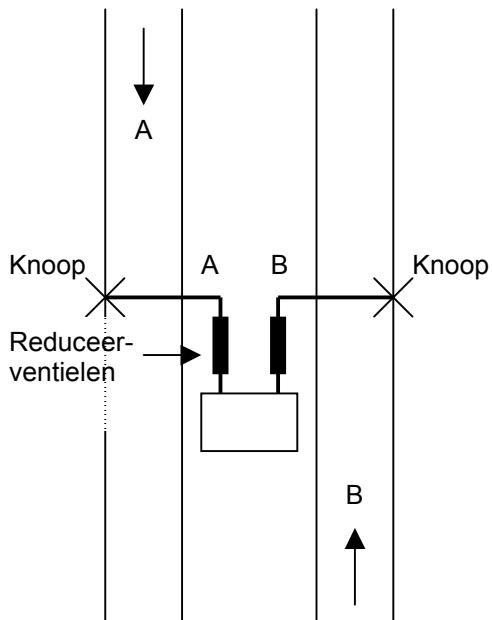 A
Knoop
A
B
Knoop
Reduceer-
ventielen
B